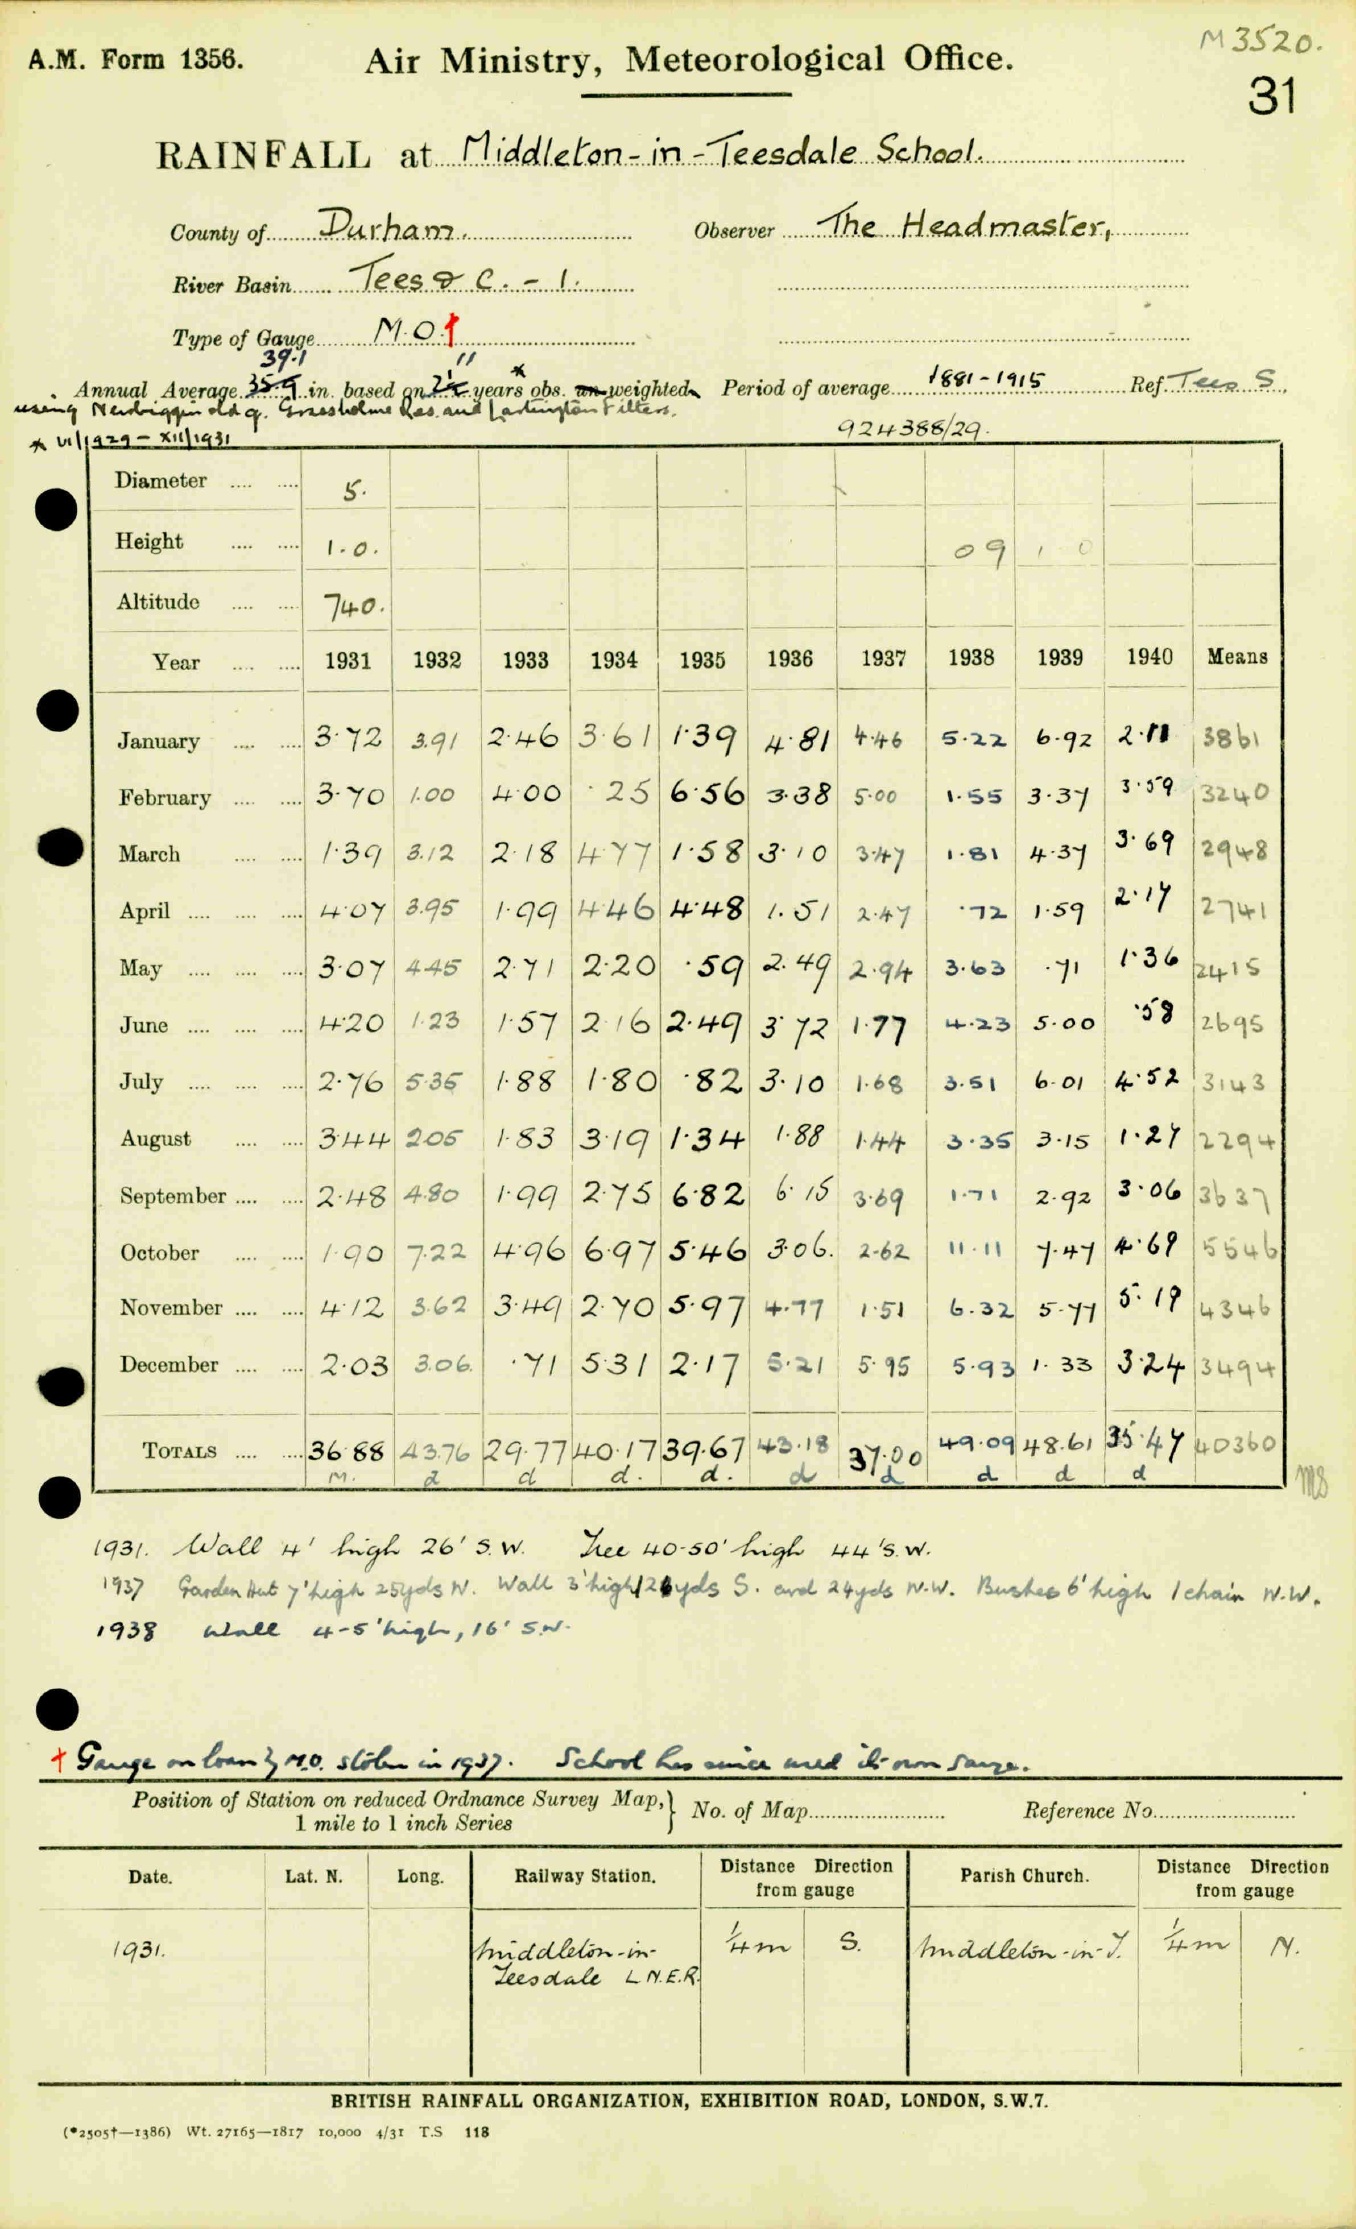 M3520.
A.M. Form 1356. Air Ministry, Meteorological Office.
31
RAINFALL at Middleton-in-Teesdale School.
County of Durham. Observer The Headmaster,
River Basin Tees & C. - 1.
Type of Gauge M.O.†
39.1 11 *
Annual Average 35.9 in. based on years obs. un weighted Period of average 1881-1915 Ref Tees S.
using Newbiggin old g. Grassholme Res. and Lartington Filters.
* VI/1929 - XII/1931 924388/29.
Diameter .... .... 5.
Height .... .... 1.0. 09 1 0
Altitude .... .... 740.
Year .... .... 1931 1932 1933 1934 1935 1936 1937 1938 1939 1940 Means
January .... .... 3.72 3.91 2.46 3.61 1.39 4.81 4.46 5.22 6.92 2.11 3861
February .... .... 3.70 1.00 4.00 .25 6.56 3.38 5.00 1.55 3.37 3.59 3240
March .... .... 1.39 3.12 2.18 4.77 1.58 3.10 3.47 1.81 4.37 3.69 2948
April .... .... .... 4.07 3.95 1.99 4.46 4.48 1.51 2.47 .72 1.59 2.17 2741
May .... .... .... 3.07 4.45 2.71 2.20 .59 2.49 2.94 3.63 .71 1.36 2415
June .... .... .... 4.20 1.23 1.57 2.16 2.49 3.72 1.77 4.23 5.00 .58 2695
July .... .... .... 2.76 5.35 1.88 1.80 .82 3.10 1.68 3.51 6.01 4.52 3143
August .... .... 3.44 2.05 1.83 3.19 1.34 1.88 1.44 3.35 3.15 1.27 2294
September .... .... 2.48 4.80 1.99 2.75 6.82 6.15 3.69 1.71 2.92 3.06 3637
October .... .... 1.90 7.22 4.96 6.97 5.46 3.06. 2.62 11.11 7.47 4.69 5546
November .... .... 4.12 3.62 3.49 2.70 5.97 4.77 1.51 6.32 5.77 5.19 4346
December .... .... 2.03 3.06 .71 5.31 2.17 5.21 5.95 5.93 1.33 3.24 3494
TOTALS .... .... 36.88 43.76 29.77 40.17 39.67 43.18 37.00 49.09 48.61 35.47 40360
M. d d d. d. d d d d d
MS
1931. Wall 4' high 26' S.W. Tree 40-50' high 44' S.W.
1937 Garden Hut 7' high 25yds N. Wall 3' high yds S. and 24yds N.W. Bushes 6' high 1 chain N.W.
1938 Wall 4-5' high, 16' S.W.
† Gauge on loan by M.O. stolen in 1937. School has since used its own gauge.
Position of Station on reduced Ordnance Survey Map, } No. of Map Reference No.
1 mile to 1 inch Series
Date. Lat. N. Long. Railway Station. Distance Direction from gauge Parish Church. Distance Direction from gauge
1931. Middleton-in- 1/4 m S. Middleton-in-T. 1/4 m N.
Teesdale L.N.E.R.
BRITISH RAINFALL ORGANIZATION, EXHIBITION ROAD, LONDON, S.W.7.
(*2505†—1386) Wt. 27165—1817 10,000 4/31 T.S 118